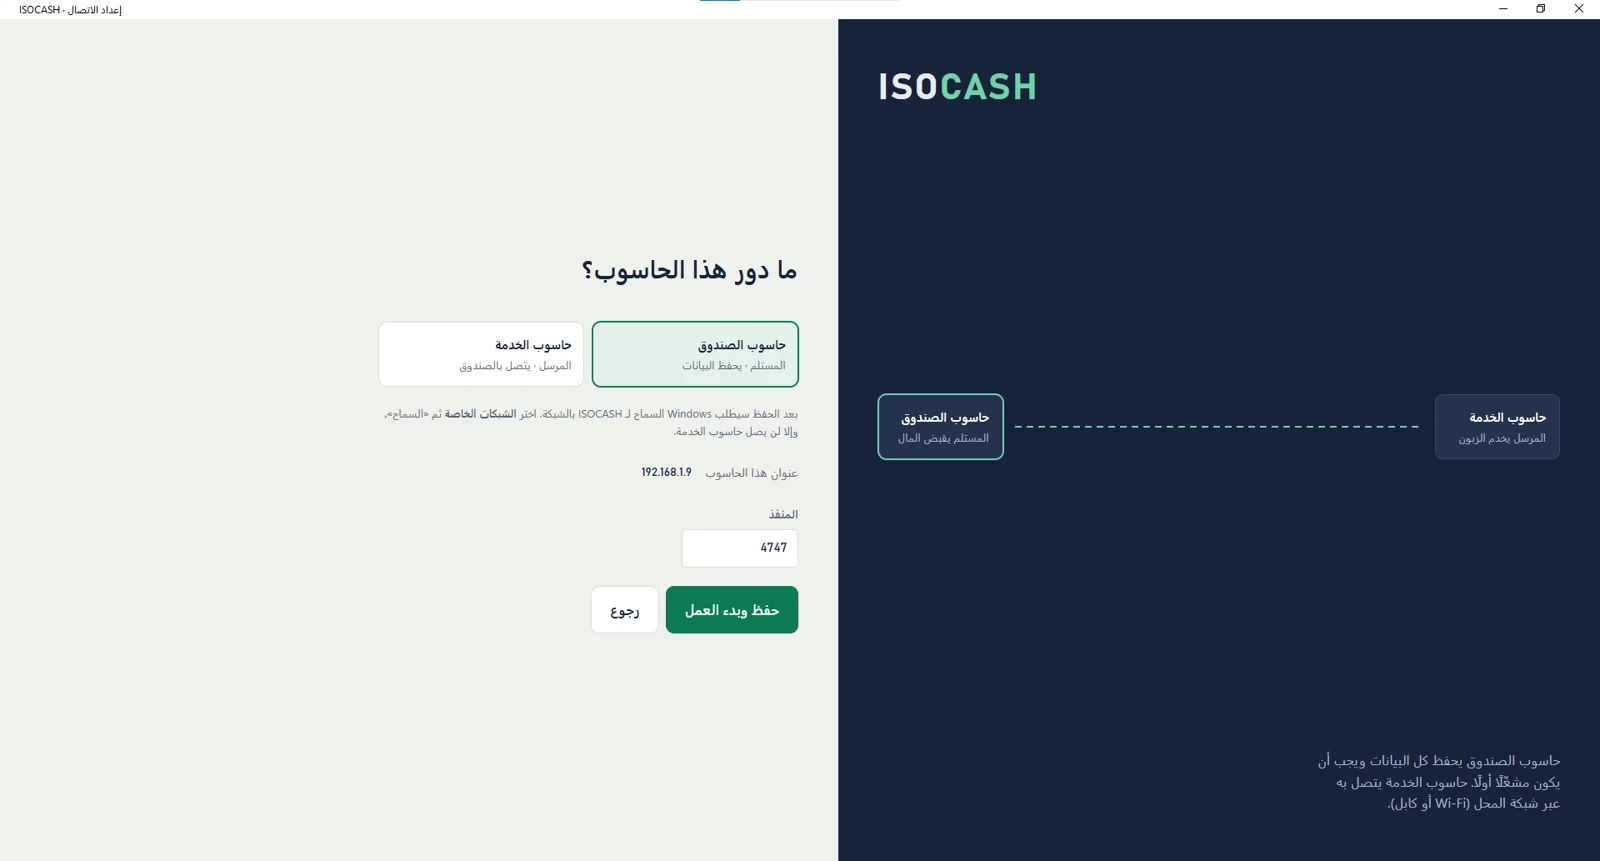 إعداد الاتصال · ISOCASH
ISOCASH
حاسوب الخدمة
المرسل يخدم الزبون
حاسوب الصندوق
المستلم يقبض المال
حاسوب الصندوق يحفظ كل البيانات ويجب أن
يكون مشغّلًا أولًا. حاسوب الخدمة يتصل به
عبر شبكة المحل (Wi-Fi أو كابل).
ما دور هذا الحاسوب؟
حاسوب الصندوق
المستلم · يحفظ البيانات
حاسوب الخدمة
المرسل · يتصل بالصندوق
بعد الحفظ سيطلب Windows السماح لـ ISOCASH بالشبكة. اختر الشبكات الخاصة ثم «السماح»،
وإلا لن يصل حاسوب الخدمة.
عنوان هذا الحاسوب 192.168.1.9
المنفذ
4747
حفظ وبدء العمل
رجوع